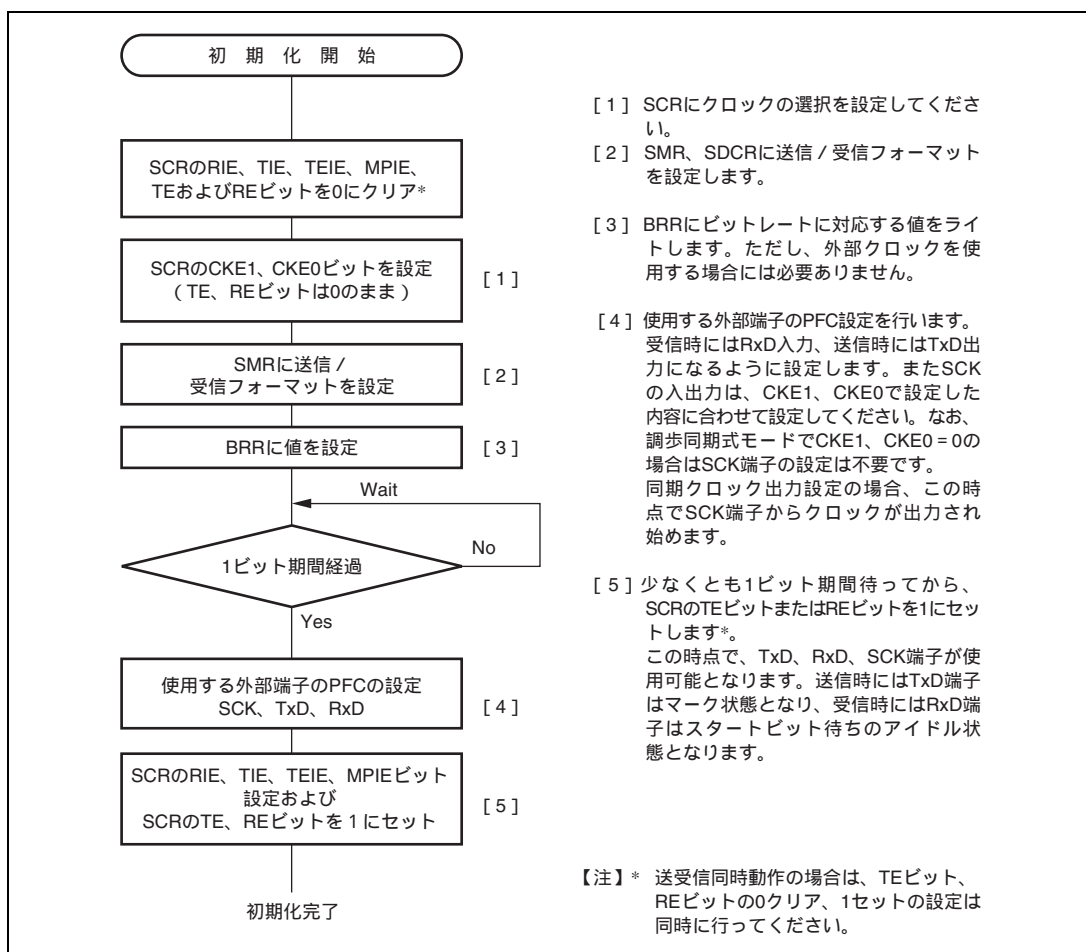 初 期 化 開 始
SCRのRIE、TIE、TEIE、MPIE、
TEおよびREビットを0にクリア*
SCRのCKE1、CKE0ビットを設定
（TE、REビットは0のまま）
[ 1 ]
SMRに送信 /
受信フォーマットを設定
[ 2 ]
BRRに値を設定
[ 3 ]
Wait
1ビット期間経過
No
Yes
使用する外部端子のPFCの設定
SCK、TxD、RxD
[ 4 ]
SCRのRIE、TIE、TEIE、MPIEビット
設定および
SCRのTE、REビットを 1 にセット
[ 5 ]
初期化完了
[ 1 ] SCRにクロックの選択を設定してくださ
い。
[ 2 ] SMR、SDCRに送信 / 受信フォーマット
を設定します。
[ 3 ] BRRにビットレートに対応する値をライ
トします。ただし、外部クロックを使
用する場合には必要ありません。
[ 4 ] 使用する外部端子のPFC設定を行います。
受信時にはRxD入力、送信時にはTxD出
力になるように設定します。またSCK
の入出力は、CKE1、CKE0で設定した
内容に合わせて設定してください。なお、
調歩同期式モードでCKE1、CKE0 = 0の
場合はSCK端子の設定は不要です。
同期クロック出力設定の場合、この時
点でSCK端子からクロックが出力され
始めます。
[ 5 ] 少なくとも1ビット期間待ってから、
SCRのTEビットまたはREビットを1にセッ
トします*。
この時点で、TxD、RxD、SCK端子が使
用可能となります。送信時にはTxD端子
はマーク状態となり、受信時にはRxD端
子はスタートビット待ちのアイドル状
態となります。
【注】* 送受信同時動作の場合は、TEビット、
REビットの0クリア、1セットの設定は
同時に行ってください。